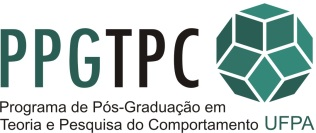 PPGTPC
Programa de Pós-Graduação em
Teoria e Pesquisa do Comportamento UFPA